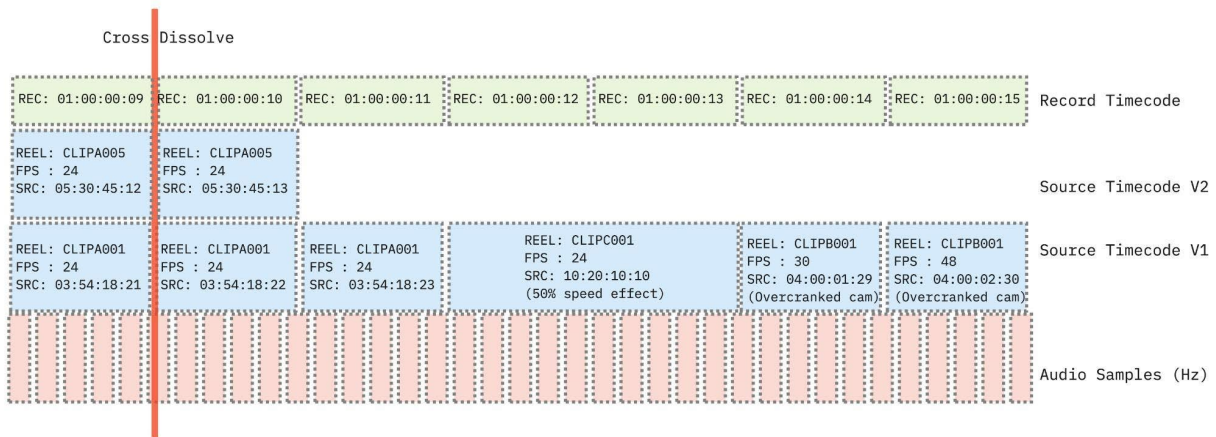 Cross Dissolve
REC: 01:00:00:09 REC: 01:00:00:10 REC: 01:00:00:11 REC: 01:00:00:12 REC: 01:00:00:13 REC: 01:00:00:14 REC: 01:00:00:15 Record Timecode
REEL: CLIPA005
FPS : 24
SRC: 05:30:45:12
REEL: CLIPA005
FPS : 24
SRC: 05:30:45:13
Source Timecode V2
REEL: CLIPA001
FPS : 24
SRC: 03:54:18:21
REEL: CLIPA001
FPS : 24
SRC: 03:54:18:22
REEL: CLIPA001
FPS : 24
SRC: 03:54:18:23
REEL: CLIPC001
FPS : 24
SRC: 10:20:10:10
(50% speed effect)
REEL: CLIPB001
FPS : 30
SRC: 04:00:01:29
(Overcranked cam)
REEL: CLIPB001
FPS : 48
SRC: 04:00:02:30
(Overcranked cam)
Source Timecode V1
Audio Samples (Hz)